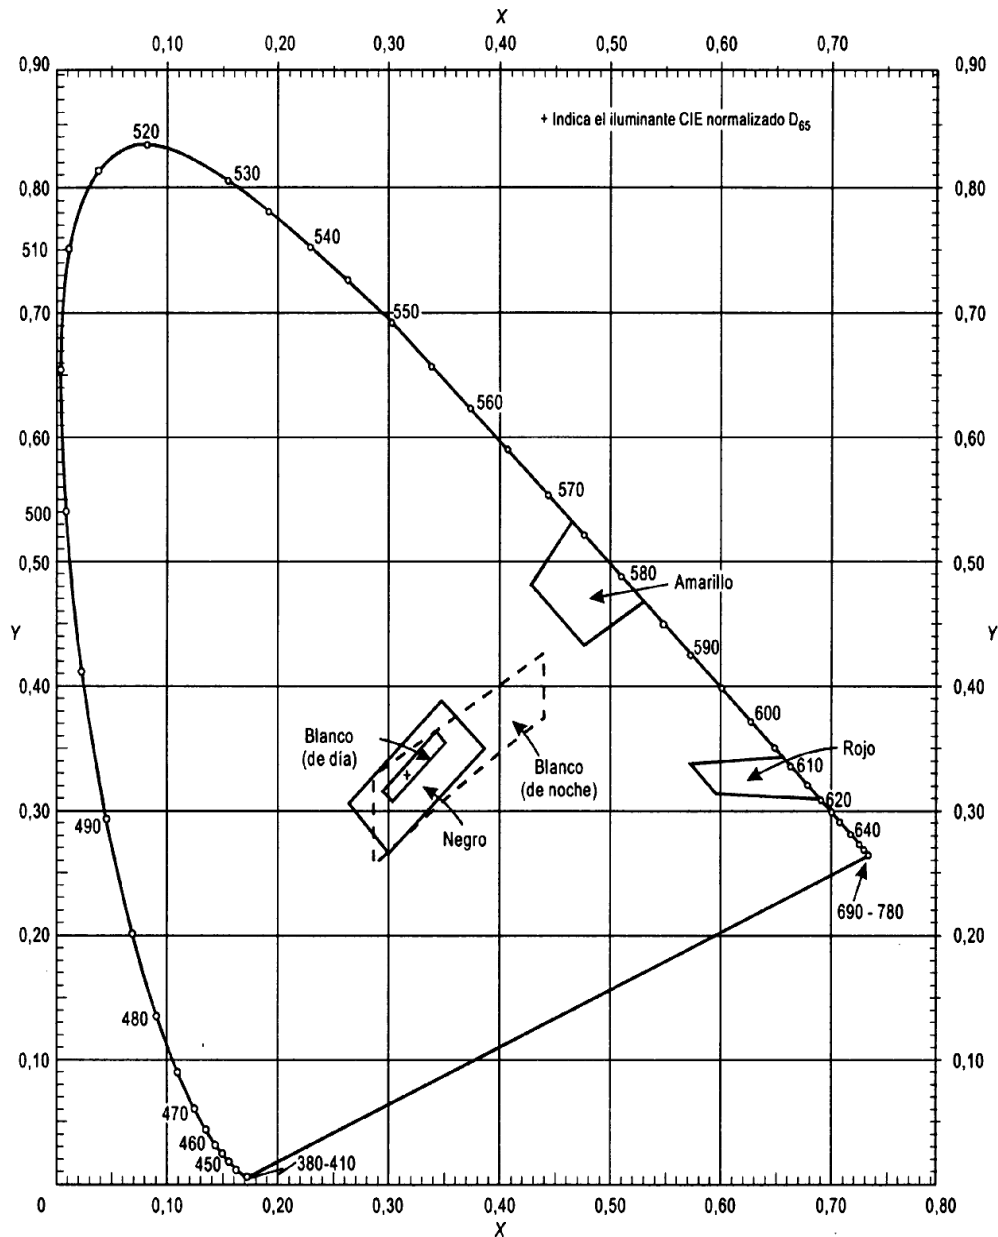 X
0,10 0,20 0,30 0,40 0,50 0,60 0,70
0,90 0,90
+ Indica el iluminante CIE normalizado D65
520
530
0,80 0,80
540
510
550
0,70 0,70
560
0,60 0,60
570
500
0,50 0,50
580
Amarillo
Y Y
590
0,40 0,40
600
Blanco
(de día)
Rojo
610
Blanco
(de noche)
620
0,30 0,30
490
640
Negro
690 - 780
0,20 0,20
480
0,10 0,10
470
460
450
380-410
0 0,10 0,20 0,30 0,40 0,50 0,60 0,70 0,80
X